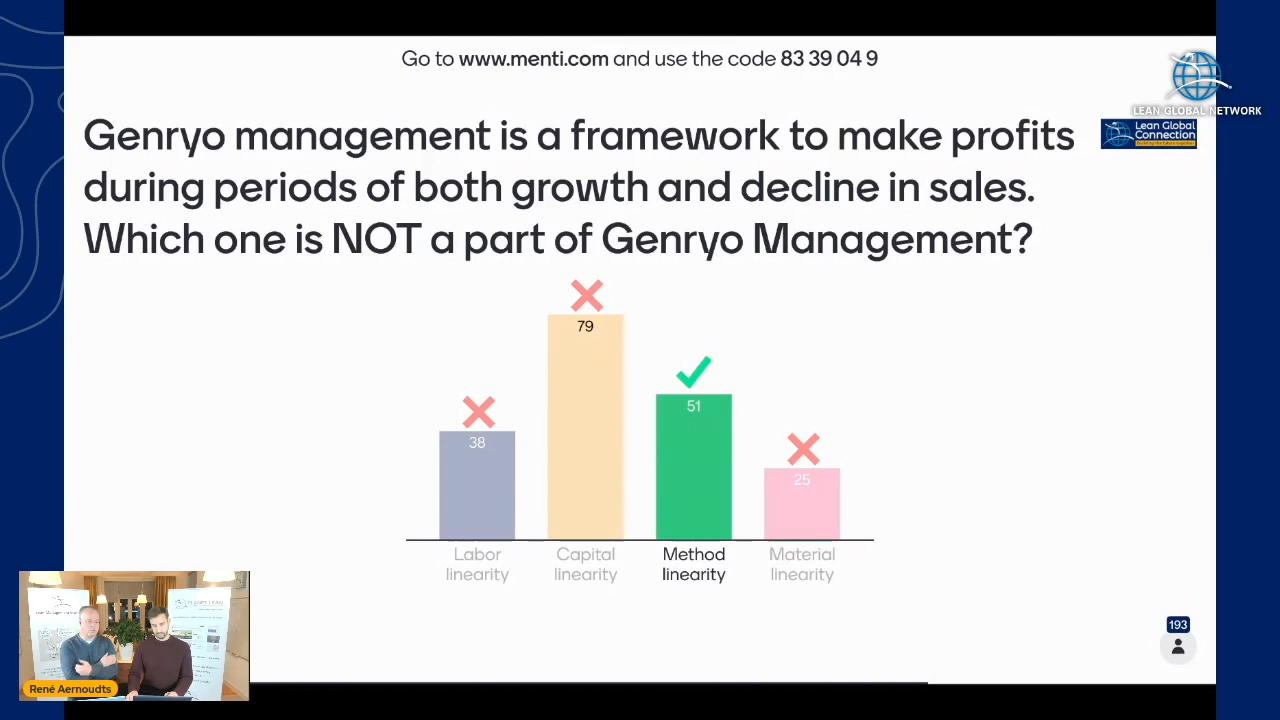 Go to www.menti.com and use the code 83 39 04 9
LEAN GLOBAL NETWORK
Lean Global
Connection
Genryo management is a framework to make profits
during periods of both growth and decline in sales.
Which one is NOT a part of Genryo Management?
79
51
38
25
Labor
linearity
Capital
linearity
Method
linearity
Material
linearity
193
PLANET LEAN
René Aernoudts